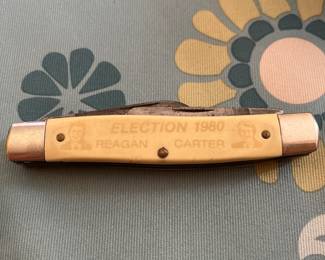 ELECTION 1980
REAGAN CARTER